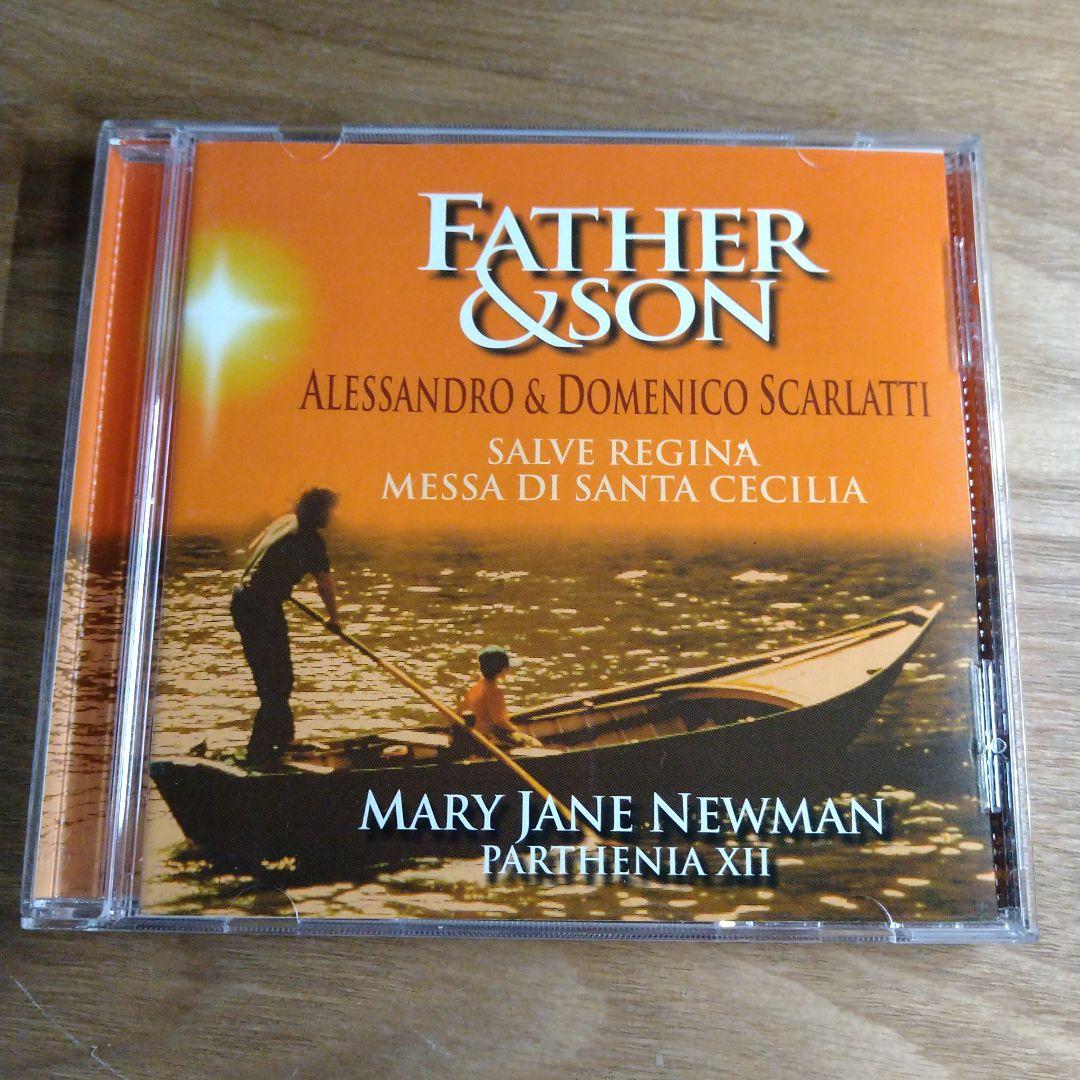 FATHER
& SON
ALESSANDRO & DOMENICO SCARLATTI
SALVE REGINA
MESSA DI SANTA CECILIA
MARY JANE NEWMAN
PARTHENIA XII